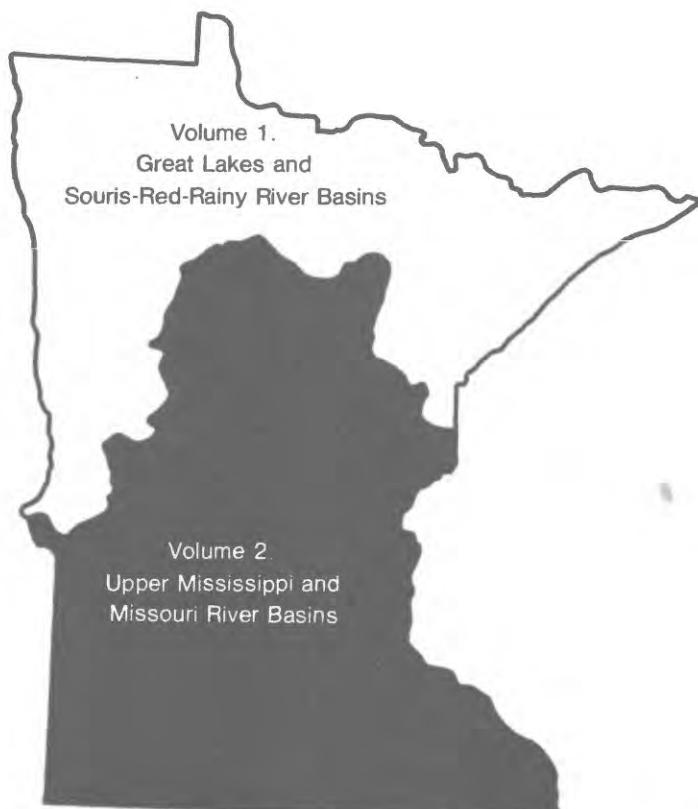 Volume 1.
Great Lakes and
Souris-Red-Rainy River Basins
Volume 2.
Upper Mississippi and
Missouri River Basins